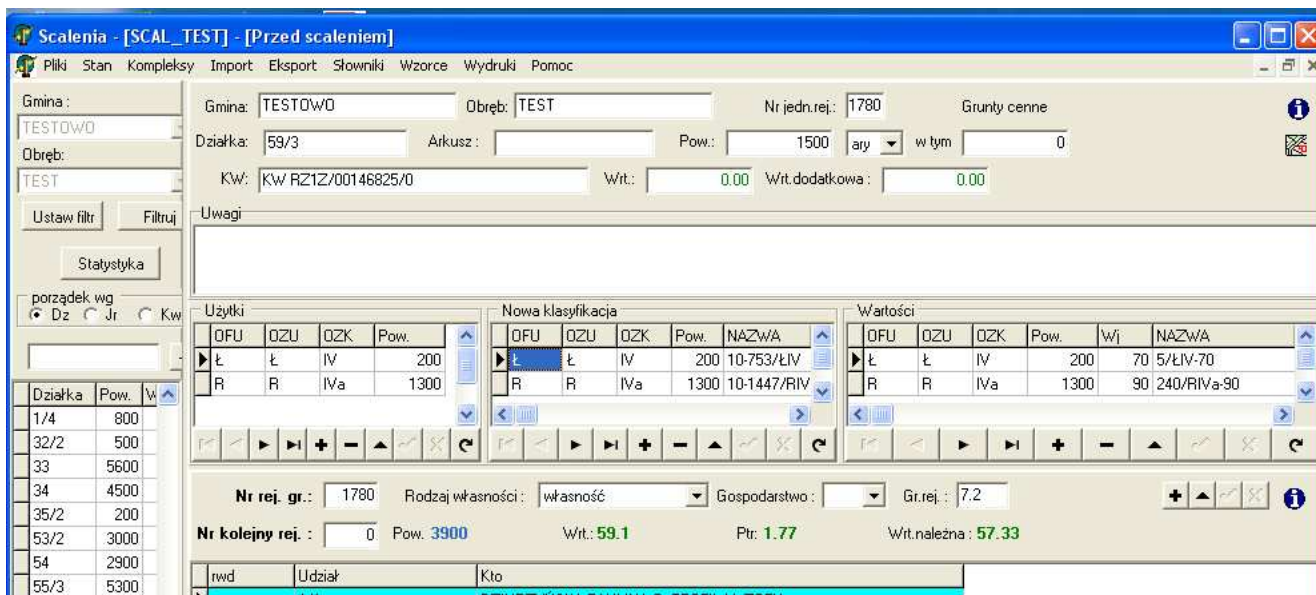 Scalenia - [SCAL_TEST] - [Przed scaleniem]
Pliki Stan Kompleksy Import Eksport Słowniki Wzorce Wydruki Pomoc
Gmina :
TESTOWO
Obręb:
TEST
Ustaw filtr Filtruj
Statystyka
porządek wg
Dz Jr Kw
Działka Pow. W
1/4 800
32/2 500
33 5600
34 4500
35/2 200
53/2 3000
54 2900
55/3 5300
Gmina: TESTOWO Obręb: TEST Nr jedn.rej.: 1780 Grunty cenne
Działka: 59/3 Arkusz : Pow.: 1500 ary w tym 0
KW: KW RZ1Z/00146825/0 Wrt.: 0.00 Wrt.dodatkowa : 0.00
Uwagi
Użytki
OFU OZU OZK Pow.
Ł Ł IV 200
R R IVa 1300
Nowa klasyfikacja
OFU OZU OZK Pow. NAZWA
Ł Ł IV 200 10-753/ŁIV
R R IVa 1300 10-1447/RIV
Wartości
OFU OZU OZK Pow. Wj NAZWA
Ł Ł IV 200 70 5/ŁIV-70
R R IVa 1300 90 240/RIVa-90
Nr rej. gr.: 1780 Rodzaj własności : własność Gospodarstwo : Gr.rej. : 7.2
Nr kolejny rej. : 0 Pow. 3900 Wrt.: 59.1 Ptr: 1.77 Wrt.należna : 57.33
rwd Udział Kto